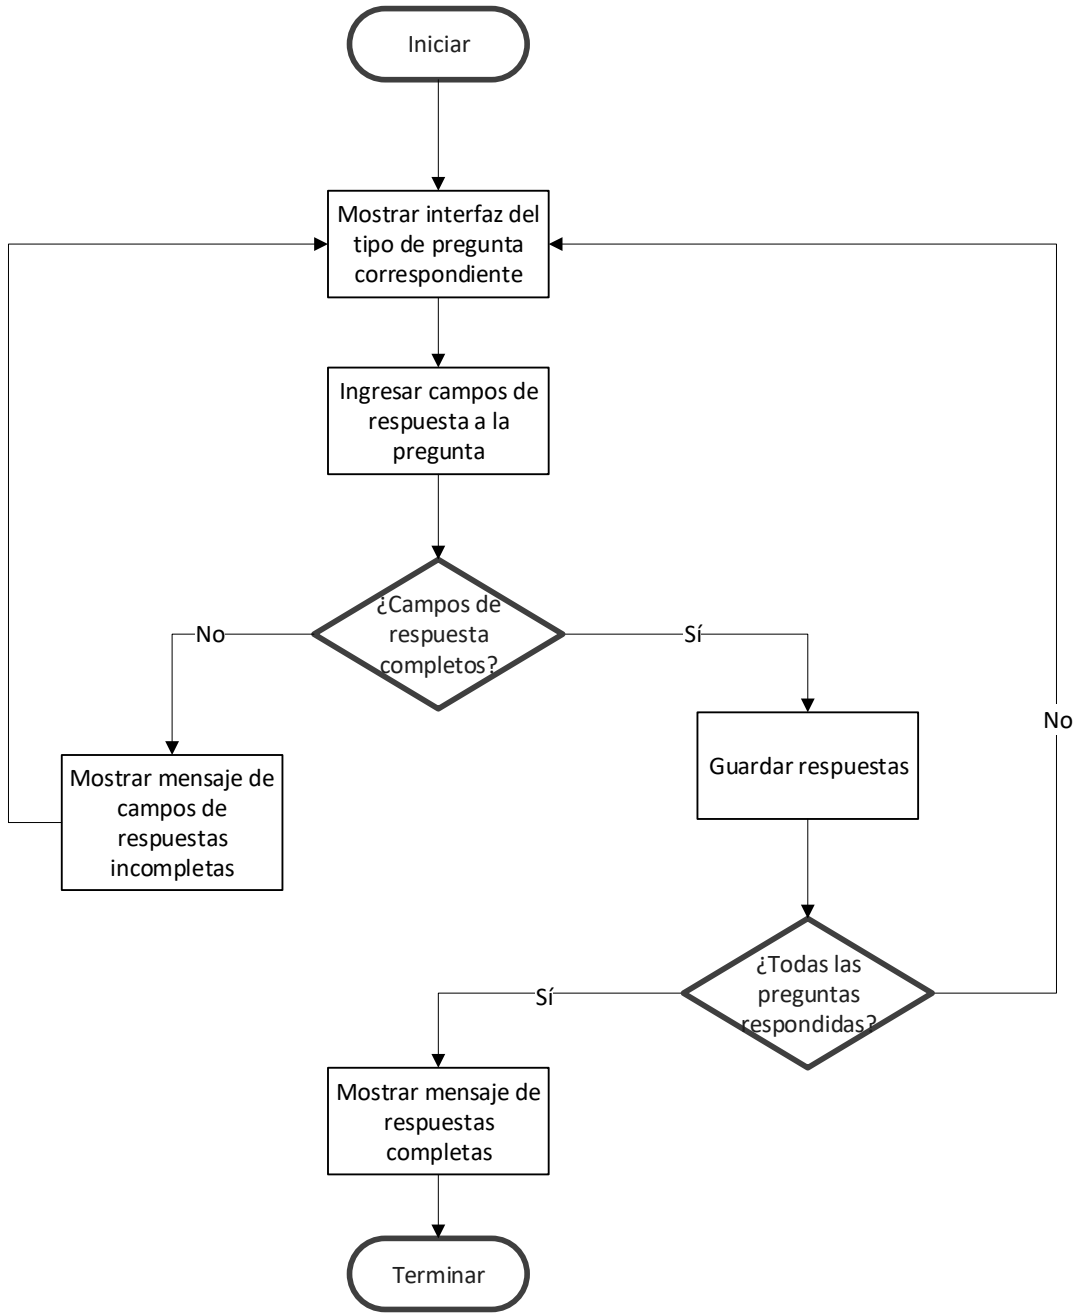 Iniciar
Mostrar interfaz del
tipo de pregunta
correspondiente
Ingresar campos de
respuesta a la
pregunta
¿Campos de
respuesta
completos?
No
Sí
Mostrar mensaje de
campos de
respuestas
incompletas
Guardar respuestas
No
¿Todas las
preguntas
respondidas?
Sí
Mostrar mensaje de
respuestas
completas
Terminar